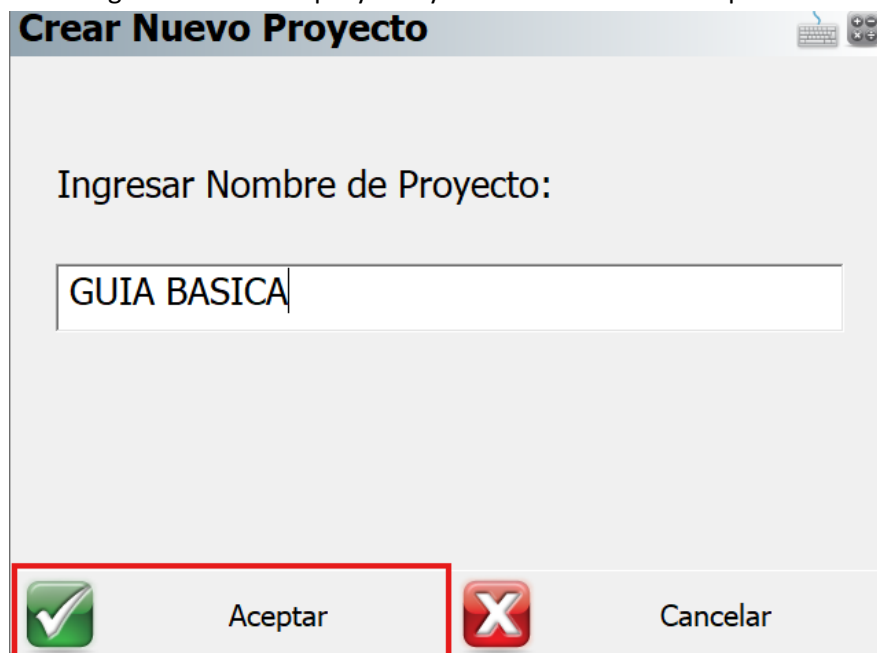 Crear Nuevo Proyecto
Ingresar Nombre de Proyecto:
GUIA BASICA
Aceptar
Cancelar